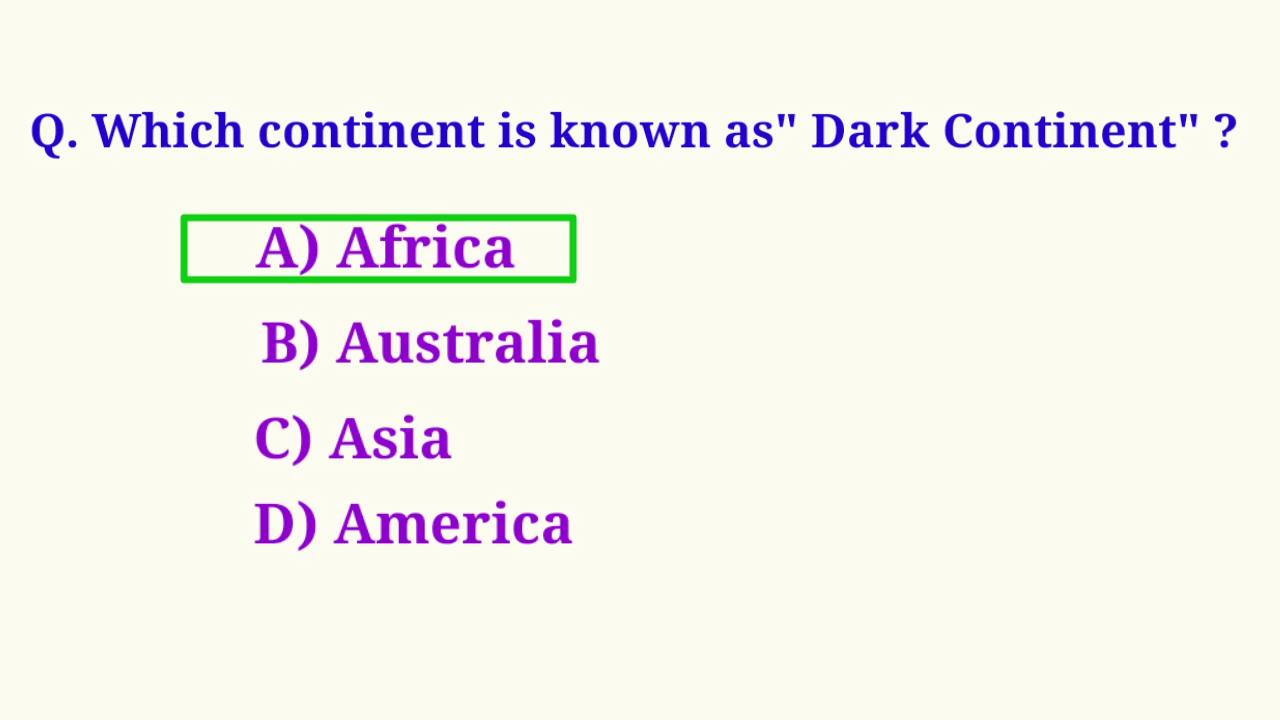 Q. Which continent is known as" Dark Continent" ?
A) Africa
B) Australia
C) Asia
D) America